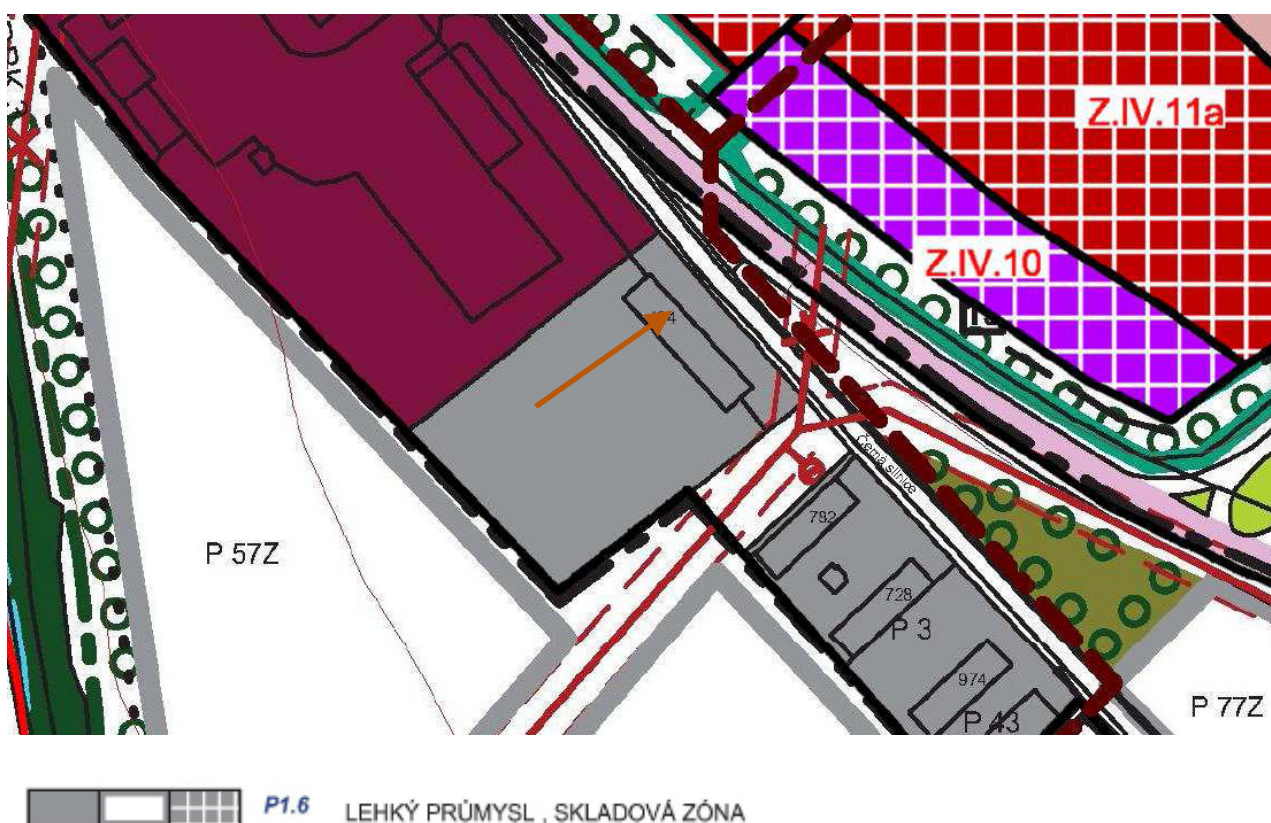 Z.IV.11a
Z.IV.10
Černá silnice
P 57Z
782
728
P 3
974
P 43
P 77Z
P1.6 LEHKÝ PRŮMYSL , SKLADOVÁ ZÓNA